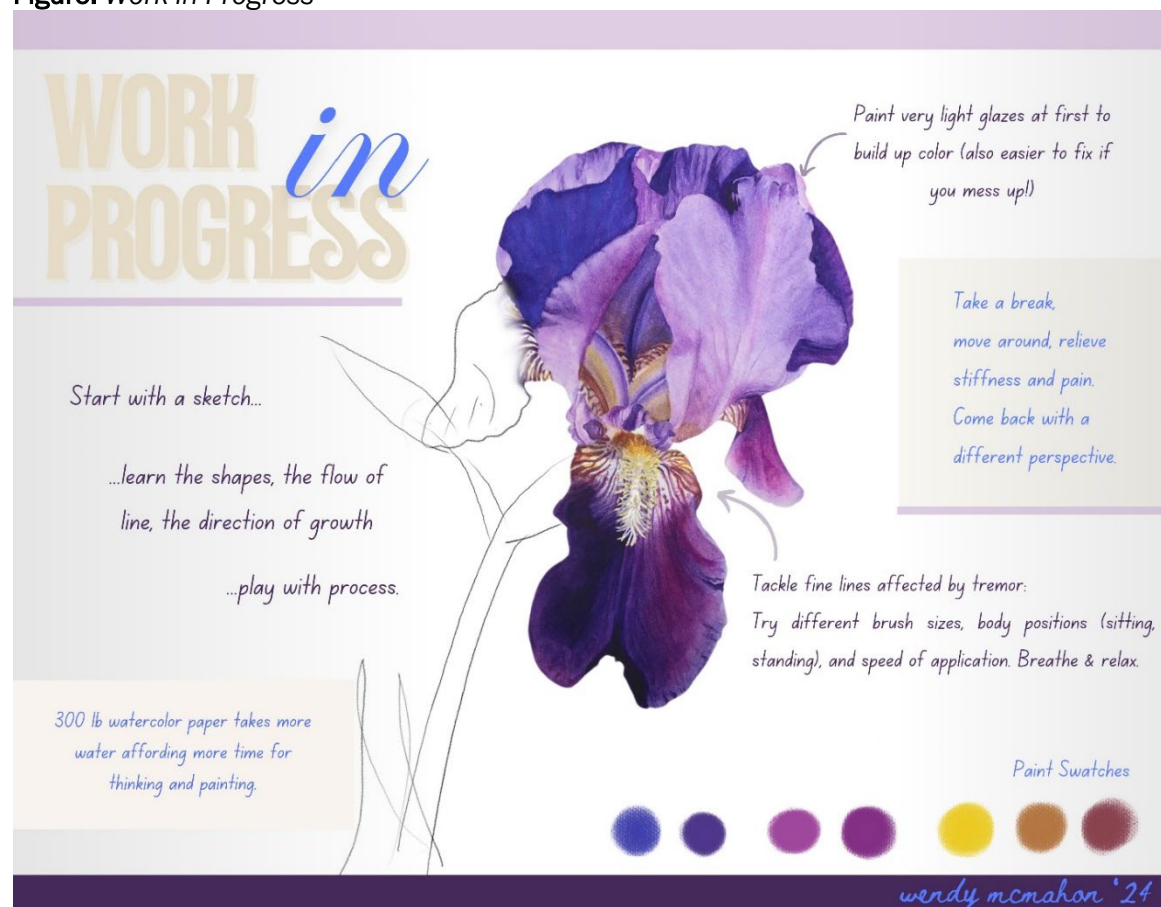 Figure: Work in Progress
WORK in
PROGRESS
Paint very light glazes at first to
build up color (also easier to fix if
you mess up!)
Take a break,
move around, relieve
stiffness and pain.
Come back with a
different perspective.
Start with a sketch...
...learn the shapes, the flow of
line, the direction of growth
...play with process.
Tackle fine lines affected by tremor:
Try different brush sizes, body positions (sitting,
standing), and speed of application. Breathe & relax.
300 lb watercolor paper takes more
water affording more time for
thinking and painting.
Paint Swatches
wendy mcmahon '24